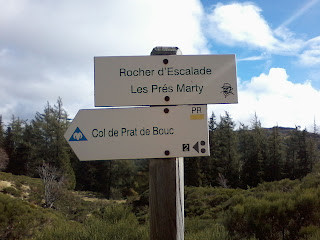 Rocher d'Escalade
Les Prés Marty
PR
Col de Prat de Bouc
2